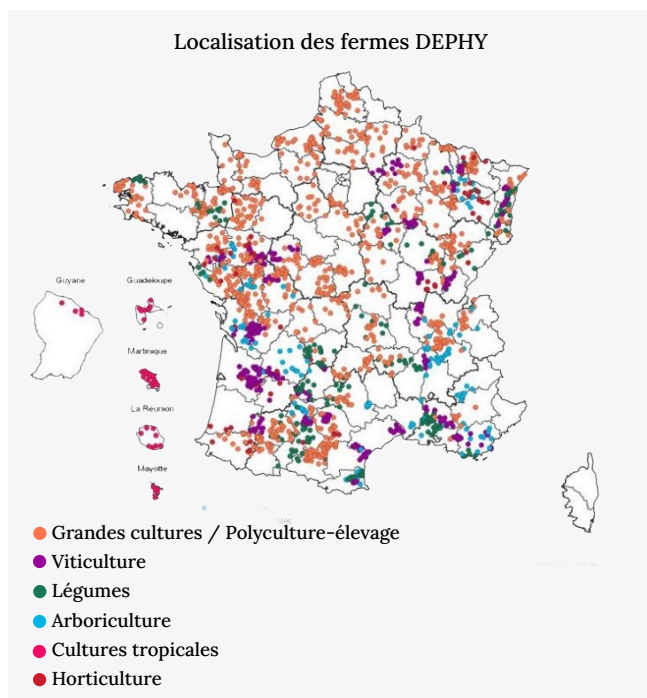 Localisation des fermes DEPHY
Guyane
Guadeloupe
Martinique
La Réunion
Mayotte
Grandes cultures / Polyculture-élevage
Viticulture
Légumes
Arboriculture
Cultures tropicales
Horticulture